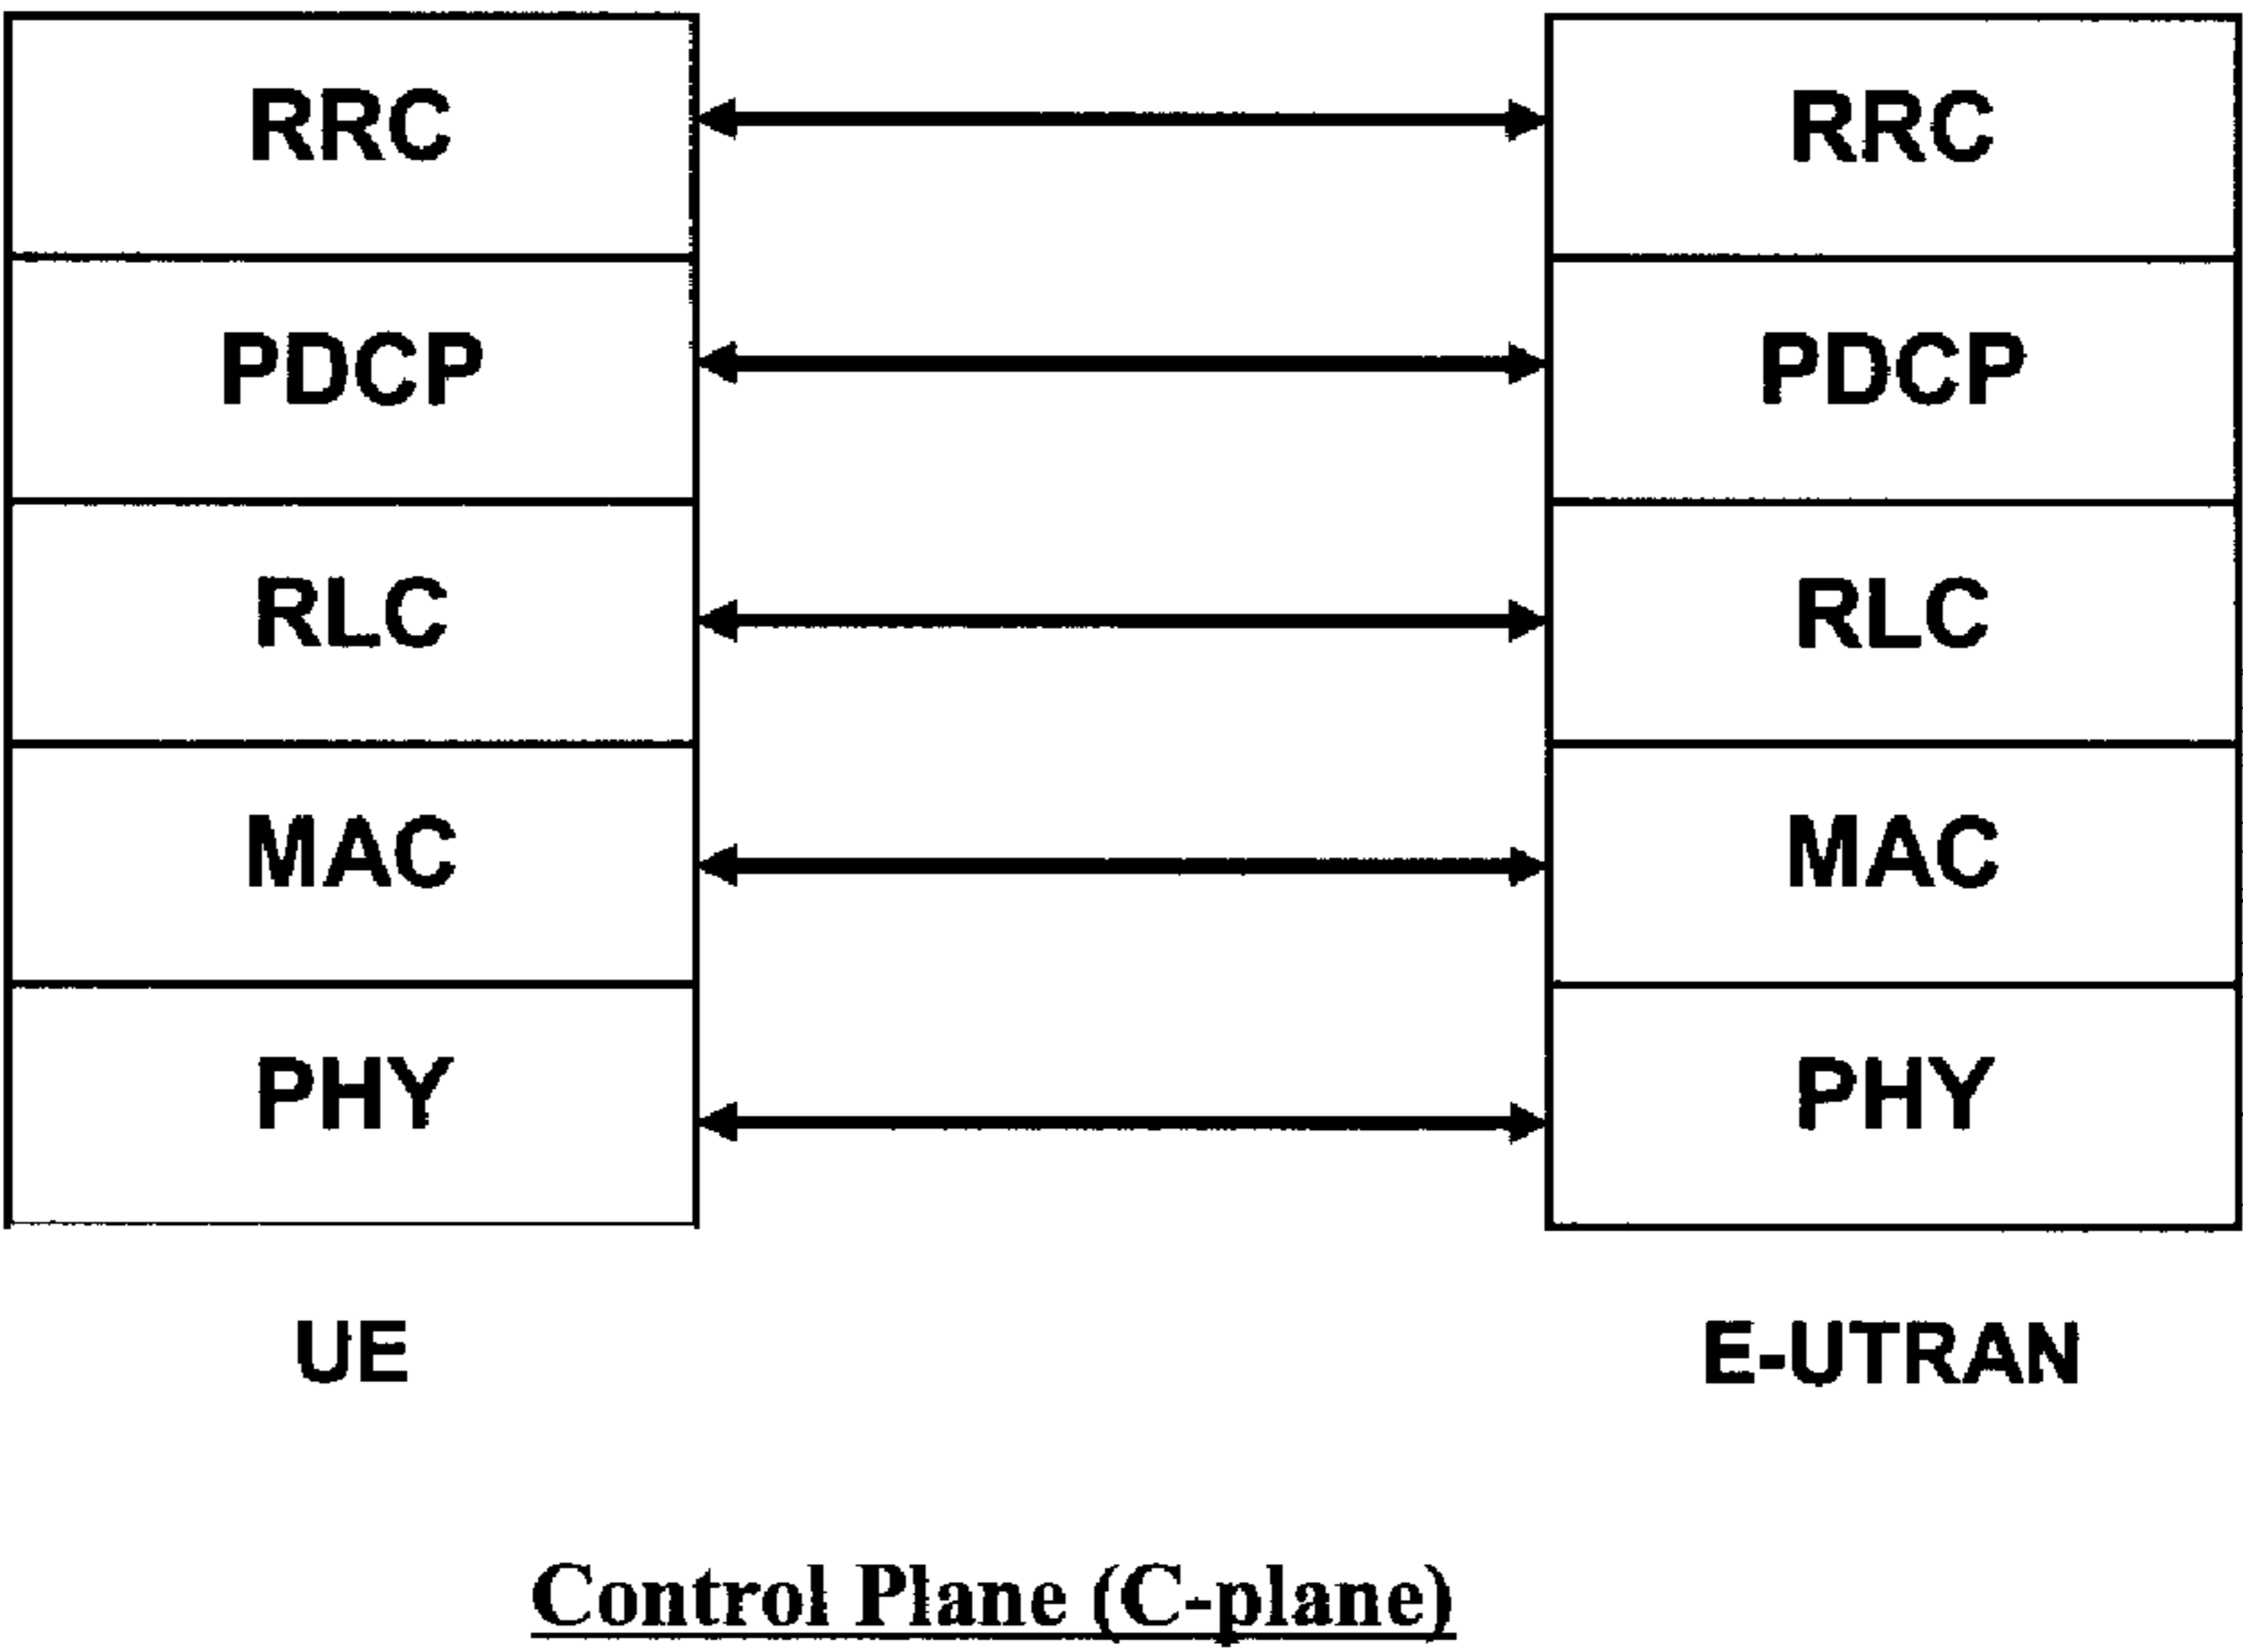 RRC RRC
PDCP PDCP
RLC RLC
MAC MAC
PHY PHY
UE E-UTRAN
Control Plane (C-plane)